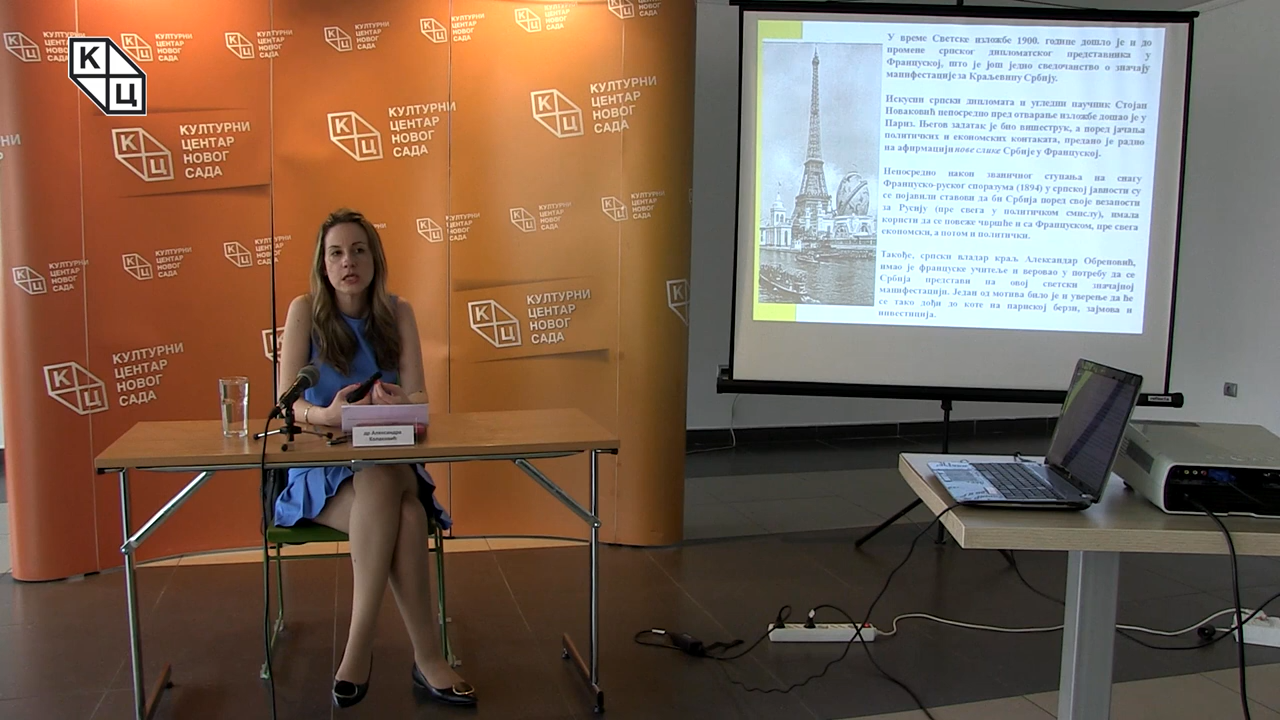 КЦ
КУЛТУРНИ
ЦЕНТАР
НОВОГ
САДА
др Александра
Колаковић
У време Светске изложбе 1900. године дошло је и до
промене српског дипломатског представника у
Француској, што је још једно сведочанство о значају
манифестације за Краљевину Србију.
Искусни српски дипломата и угледни научник Стојан
Новаковић непосредно пред отварање изложбе дошао је у
Париз. Његов задатак је био вишеструк, а поред јачања
политичких и економских контаката, предано је радио
на афирмацији нове слике Србије у Француској.
Непосредно након званичног ступања на снагу
Француско-руског споразума (1894) у српској јавности су
се појавили ставови да би Србија поред своје везаности
за Русију (пре свега у политичком смислу), имала
користи да се повеже чвршће и са Француском, пре свега
економски, а потом и политички.
Такође, српски владар краљ Александар Обреновић,
имао је француске учитеље и веровао у потребу да се
Србија представи на овој светски значајној
манифестацији. Један од мотива било је и уверење да ће
се тако доћи до коте на париској берзи, зајмова и
инвестиција.